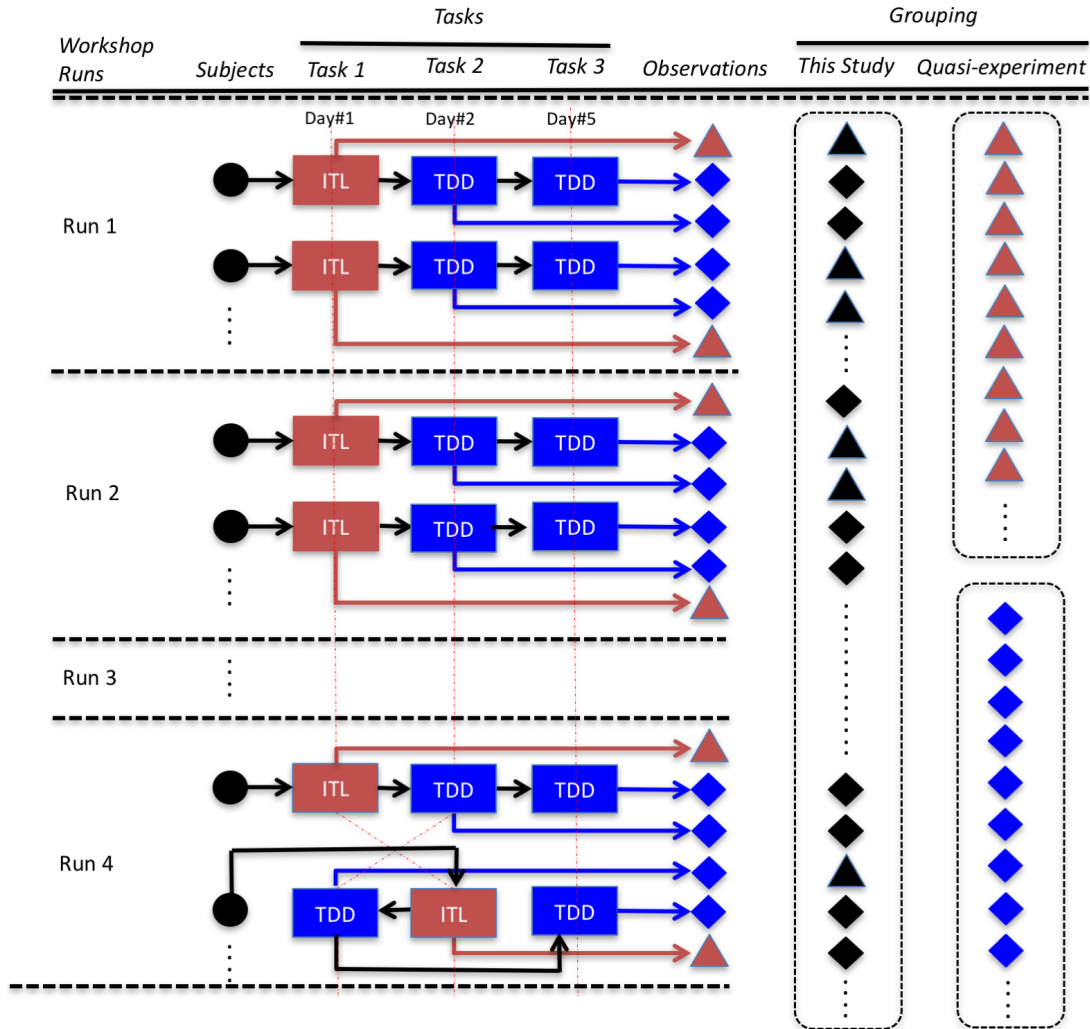 Tasks
Grouping
Workshop
Runs
Subjects
Task 1
Task 2
Task 3
Observations
This Study
Quasi-experiment
Day#1
Day#2
Day#5
ITL
TDD
TDD
Run 1
ITL
TDD
TDD
ITL
TDD
TDD
Run 2
ITL
TDD
TDD
Run 3
ITL
TDD
TDD
Run 4
TDD
ITL
TDD